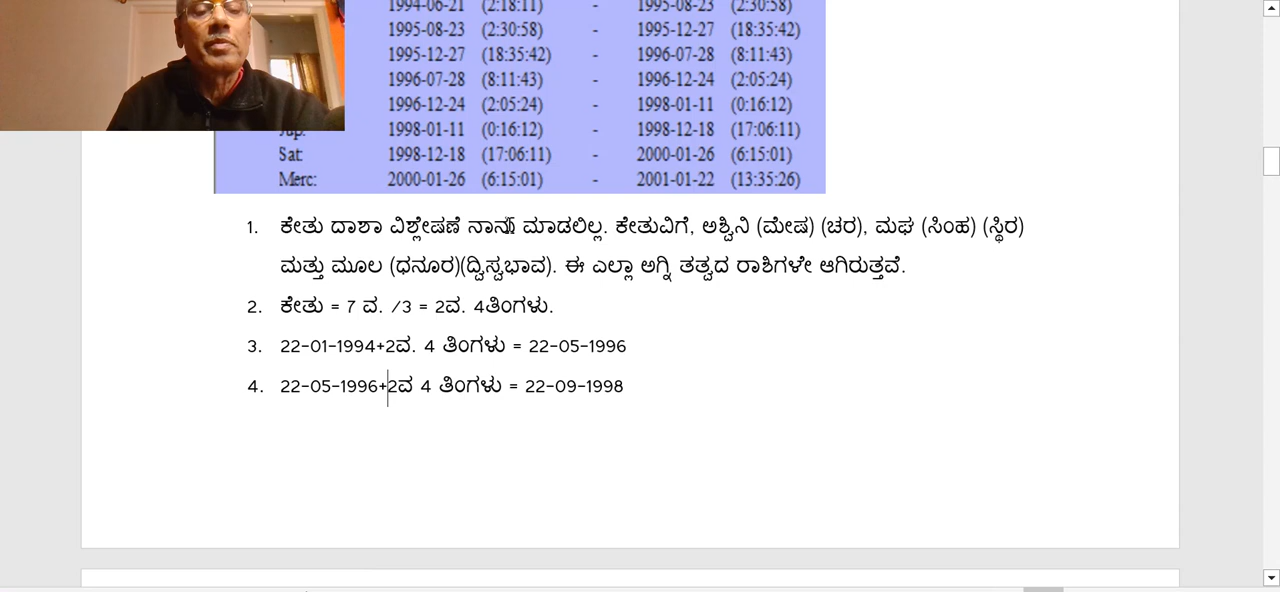 1994-06-21 (2:18:11) - 1995-08-23 (2:30:58)
1995-08-23 (2:30:58) - 1995-12-27 (18:35:42)
1995-12-27 (18:35:42) - 1996-07-28 (8:11:43)
1996-07-28 (8:11:43) - 1996-12-24 (2:05:24)
1996-12-24 (2:05:24) - 1998-01-11 (0:16:12)
Jup: 1998-01-11 (0:16:12) - 1998-12-18 (17:06:11)
Sat: 1998-12-18 (17:06:11) - 2000-01-26 (6:15:01)
Merc: 2000-01-26 (6:15:01) - 2001-01-22 (13:35:26)
1. ಕೇತು ದಾಶಾ ವಿಶ್ಲೇಷಣೆ ನಾನು ಮಾಡಲಿಲ್ಲ. ಕೇತುವಿಗೆ, ಅಶ್ವಿನಿ (ಮೇಷ) (ಚರ), ಮಘ (ಸಿಂಹ) (ಸ್ಥಿರ)
ಮತ್ತು ಮೂಲ (ಧನೂರ)(ದ್ವಿಸ್ವಭಾವ). ಈ ಎಲ್ಲಾ ಅಗ್ನಿ ತತ್ವದ ರಾಶಿಗಳೇ ಆಗಿರುತ್ತವೆ.
2. ಕೇತು = 7 ವ. /3 = 2ವ. 4ತಿಂಗಳು.
3. 22-01-1994+2ವ. 4 ತಿಂಗಳು = 22-05-1996
4. 22-05-1996+2ವ 4 ತಿಂಗಳು = 22-09-1998